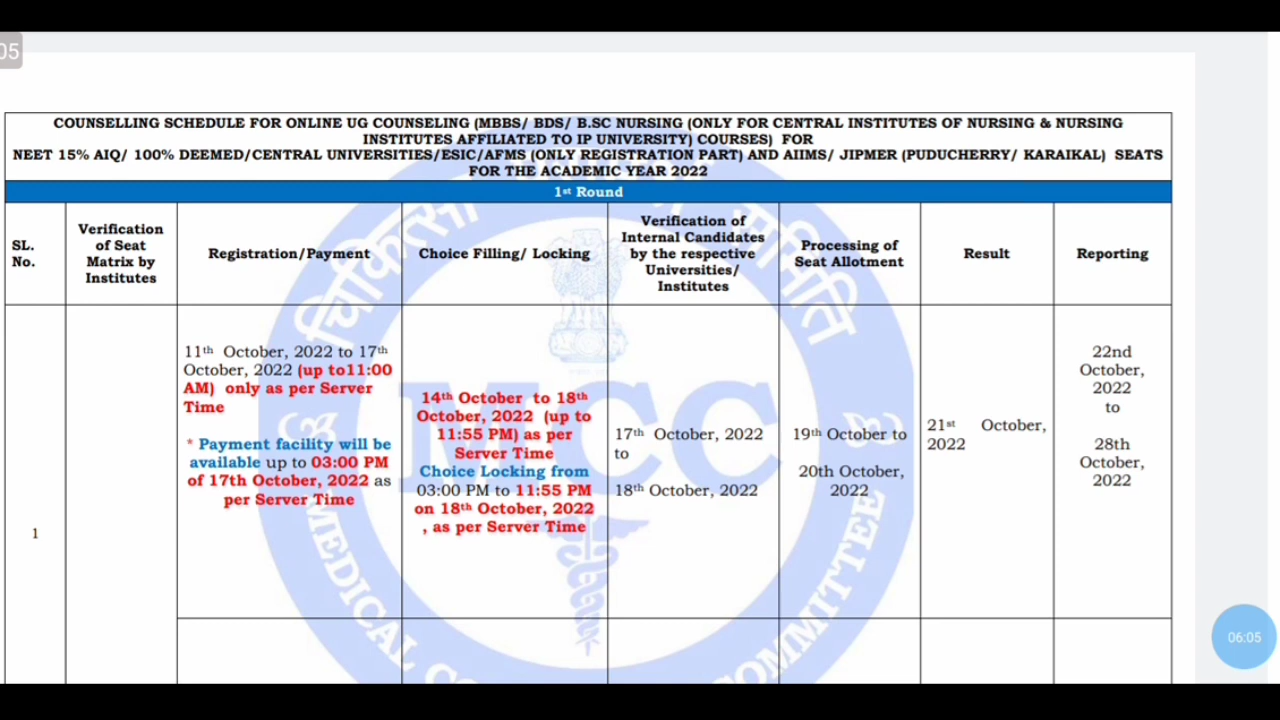 05
COUNSELLING SCHEDULE FOR ONLINE UG COUNSELING (MBBS/ BDS/ B.SC NURSING (ONLY FOR CENTRAL INSTITUTES OF NURSING & NURSING
INSTITUTES AFFILIATED TO IP UNIVERSITY) COURSES) FOR
NEET 15% AIQ/ 100% DEEMED/CENTRAL UNIVERSITIES/ESIC/AFMS (ONLY REGISTRATION PART) AND AIIMS/ JIPMER (PUDUCHERRY/ KARAIKAL) SEATS
FOR THE ACADEMIC YEAR 2022
1st Round
SL.
No.
Verification
of Seat
Matrix by
Institutes
Registration/Payment
Choice Filling/ Locking
Verification of
Internal Candidates
by the respective
Universities/
Institutes
Processing of
Seat Allotment
Result
Reporting
1
11th October, 2022 to 17th
October, 2022 (up to11:00
AM) only as per Server
Time
* Payment facility will be
available up to 03:00 PM
of 17th October, 2022 as
per Server Time
14th October to 18th
October, 2022 (up to
11:55 PM) as per
Server Time
Choice Locking from
03:00 PM to 11:55 PM
on 18th October, 2022
, as per Server Time
17th October, 2022
to
18th October, 2022
19th October to
20th October,
2022
21st October,
2022
22nd
October,
2022
to
28th
October,
2022
MCC
06:05